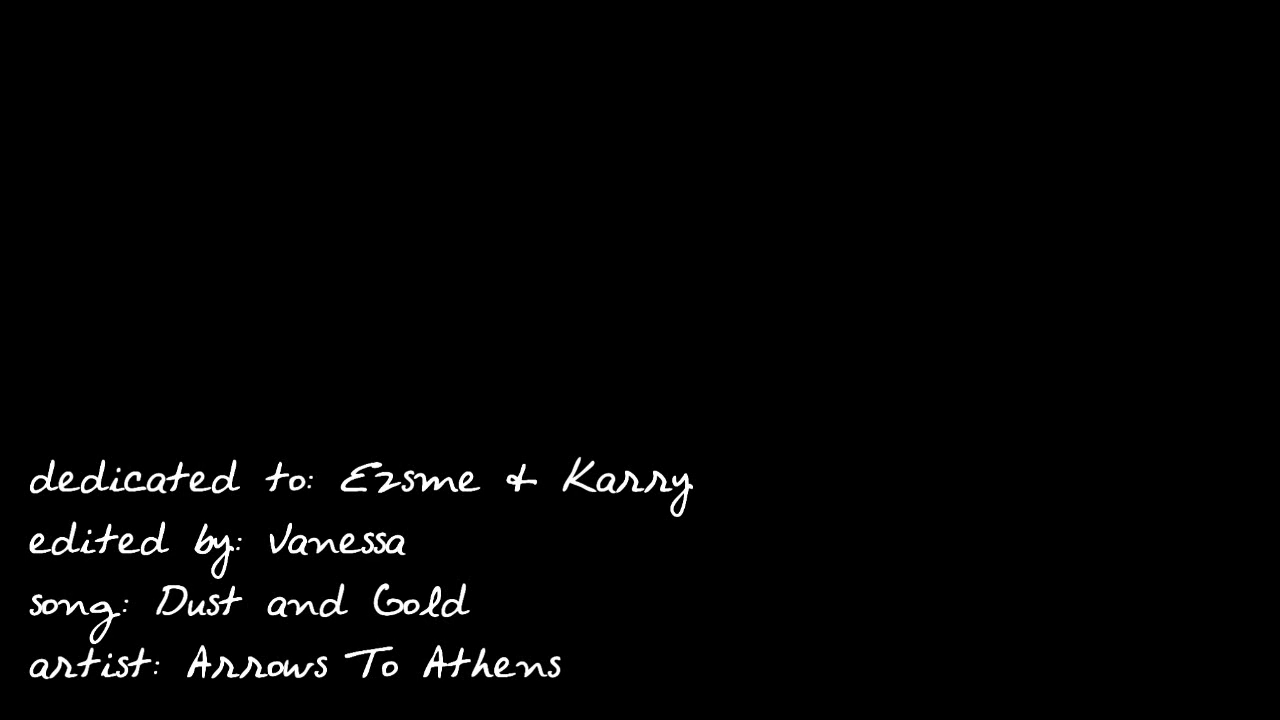 dedicated to: Ezsme & Karry
edited by: Vanessa
song: Dust and Gold
artist: Arrows To Athens